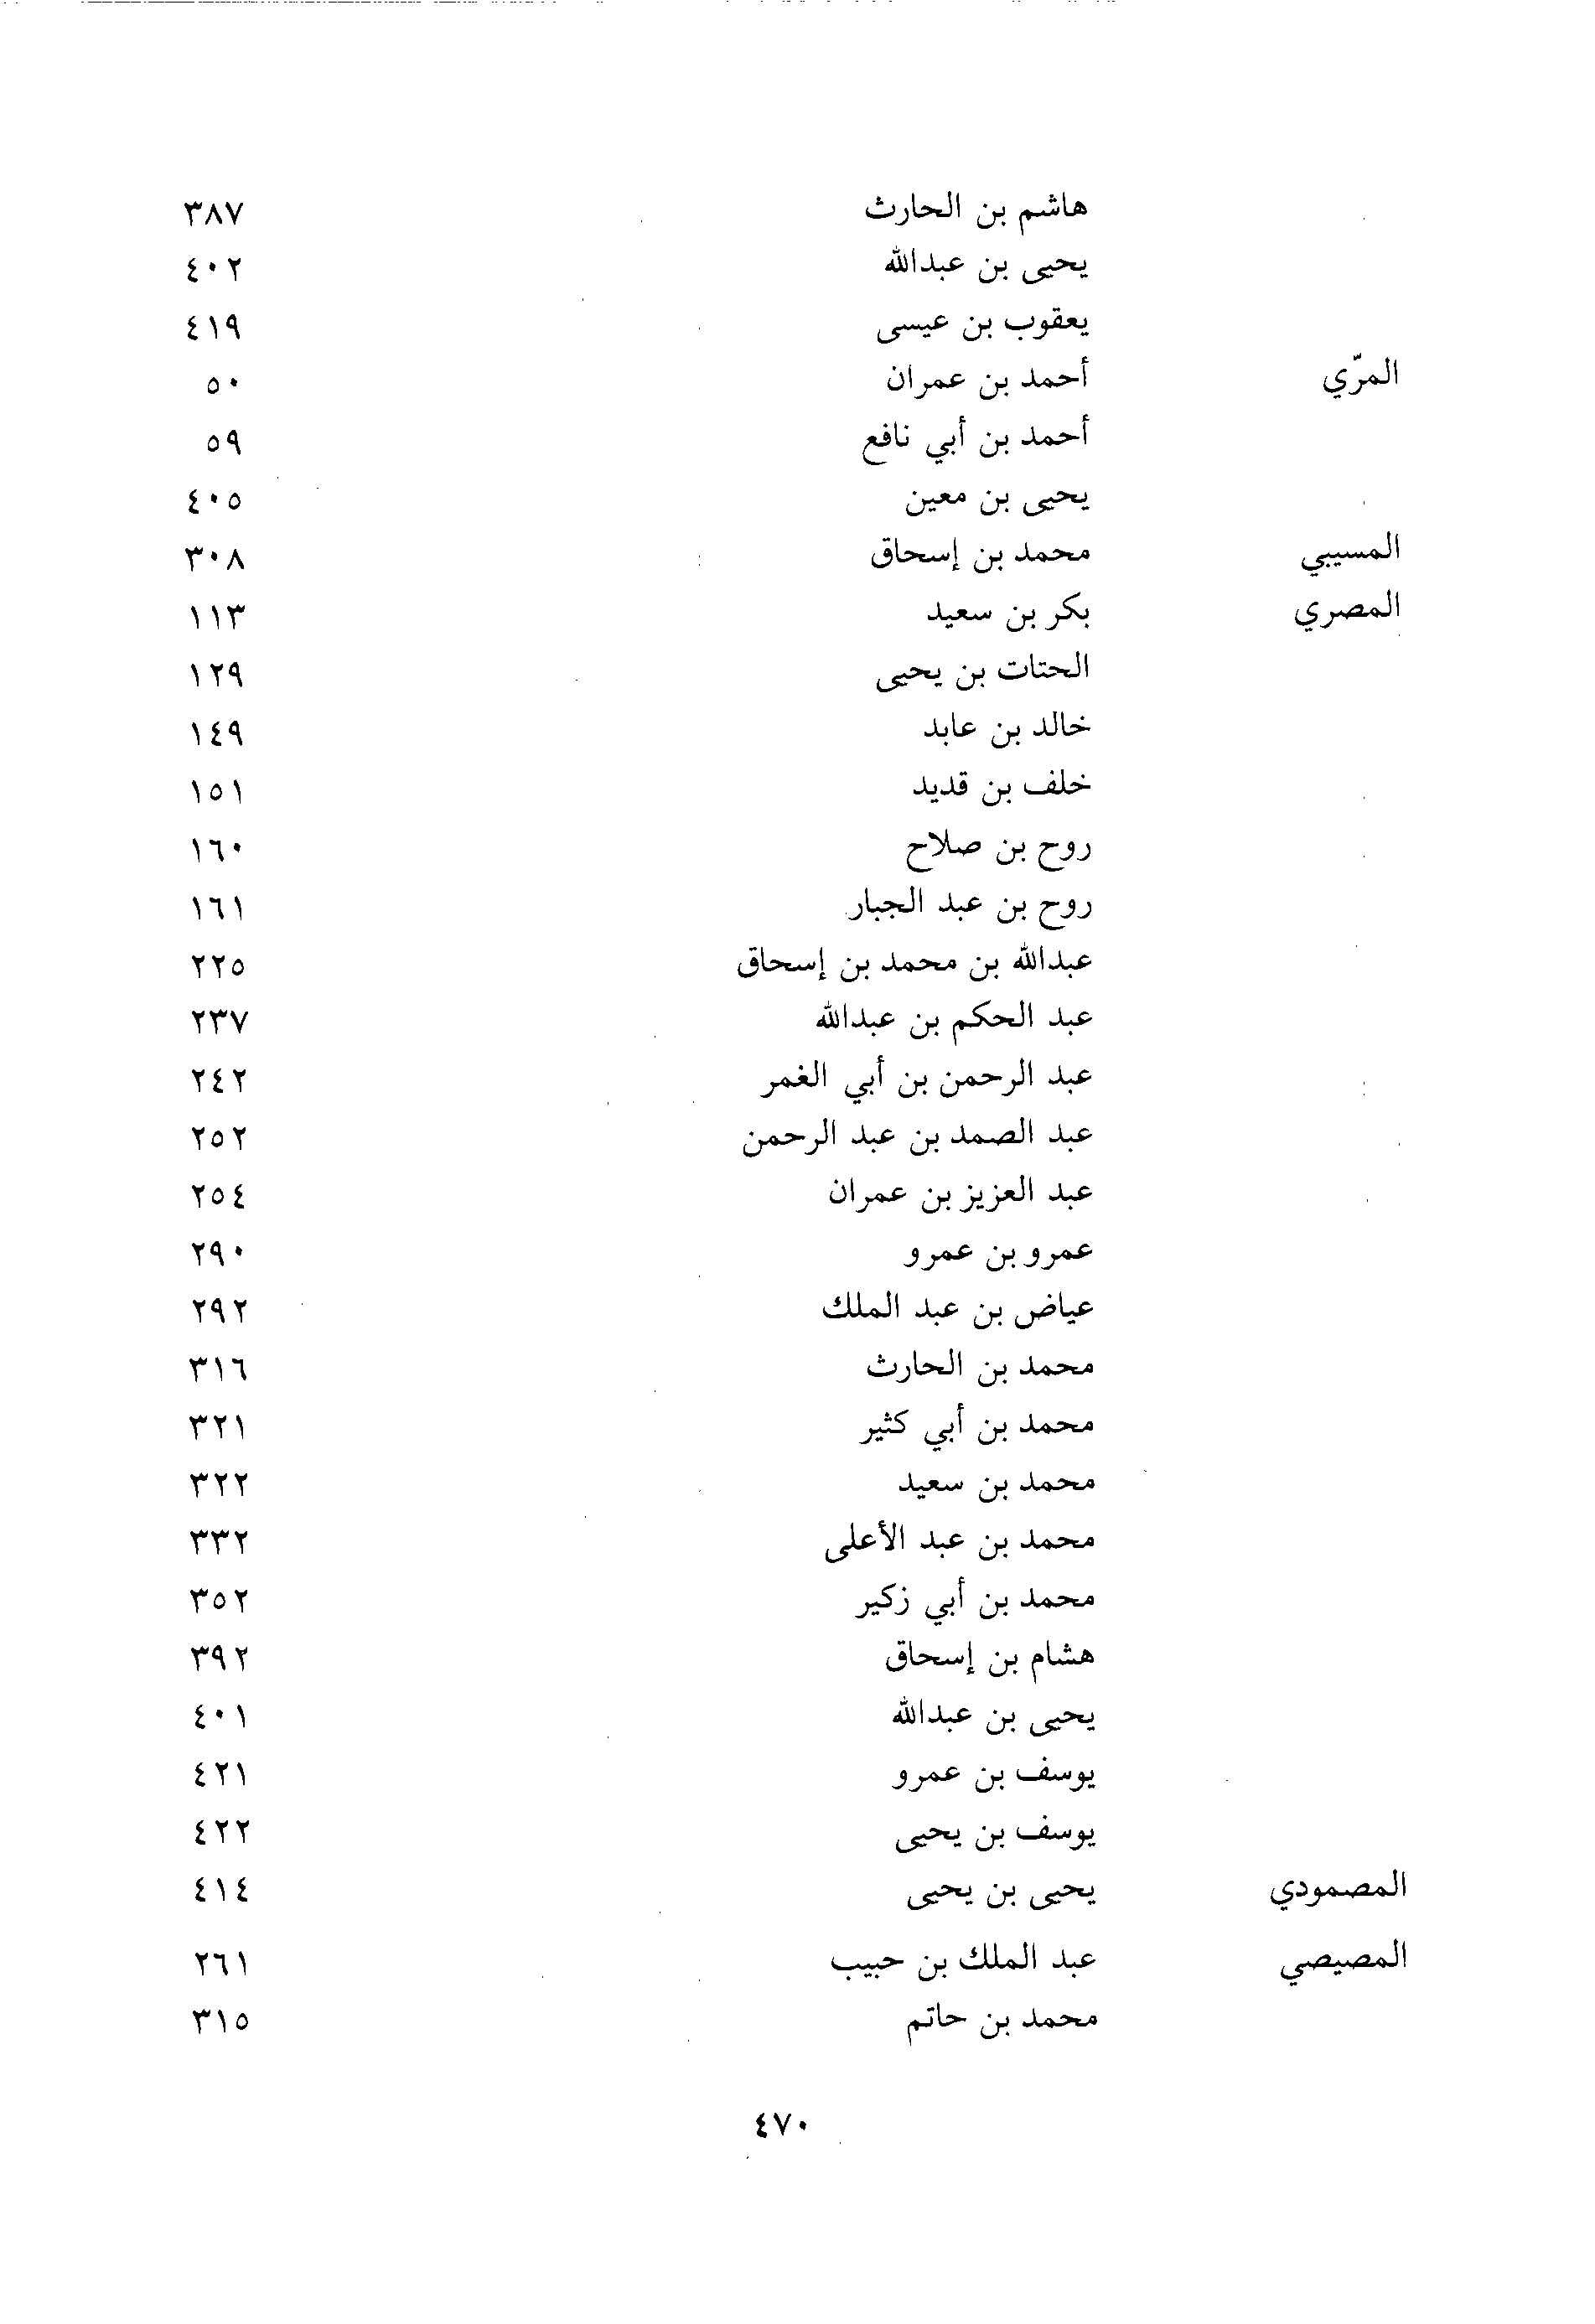 هاشم بن الحارث ٣٨٧
يحيى بن عبدالله ٤٠٢
يعقوب بن عيسى ٤١٩
المرّي أحمد بن عمران ٥٠
أحمد بن أبي نافع ٥٩
يحيى بن معين ٤٠٥
المسيبي محمد بن إسحاق ٣٠٨
المصري بكر بن سعيد ١١٣
الحتات بن يحيى ١٢٩
خالد بن عابد ١٤٩
خلف بن قديد ١٥١
روح بن صلاح ١٦٠
روح بن عبد الجبار ١٦١
عبدالله بن محمد بن إسحاق ٢٢٥
عبد الحكم بن عبدالله ٢٣٧
عبد الرحمن بن أبي الغمر ٢٤٢
عبد الصمد بن عبد الرحمن ٢٥٢
عبد العزيز بن عمران ٢٥٤
عمرو بن عمرو ٢٩٠
عياض بن عبد الملك ٢٩٢
محمد بن الحارث ٣١٦
محمد بن أبي كثير ٣٢١
محمد بن سعيد ٣٢٢
محمد بن عبد الأعلى ٣٣٢
محمد بن أبي زكير ٣٥٢
هشام بن إسحاق ٣٩٢
يحيى بن عبدالله ٤٠١
يوسف بن عمرو ٤٢١
يوسف بن يحيى ٤٢٢
المصمودي يحيى بن يحيى ٤١٤
المصيصي عبد الملك بن حبيب ٢٦١
محمد بن حاتم ٣١٥
٤٧٠